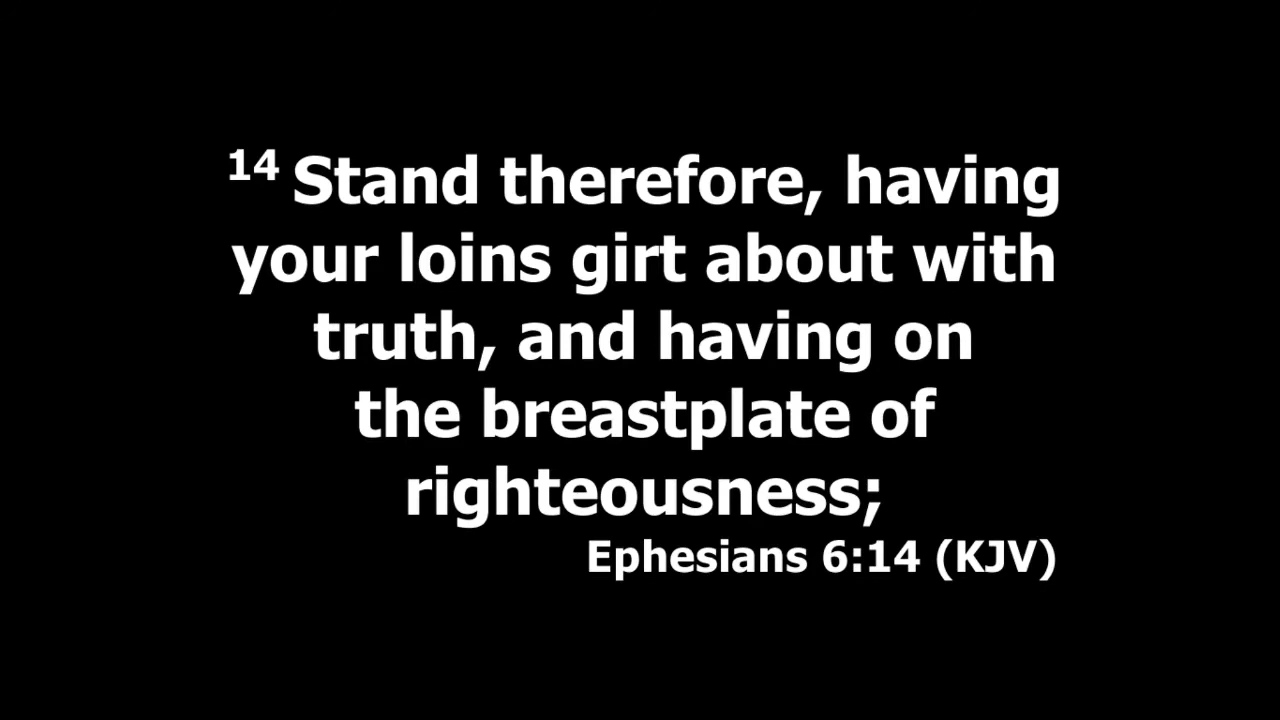 14 Stand therefore, having
your loins girt about with
truth, and having on
the breastplate of
righteousness;
Ephesians 6:14 (KJV)